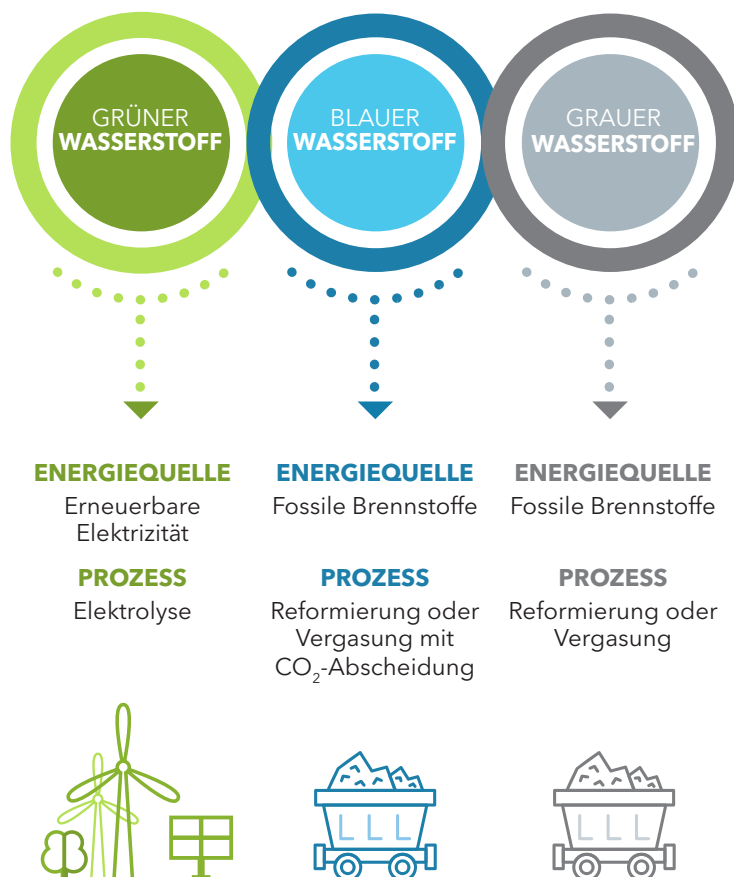 GRÜNER
WASSERSTOFF
BLAUER
WASSERSTOFF
GRAUER
WASSERSTOFF
ENERGIEQUELLE
Erneuerbare
Elektrizität
PROZESS
Elektrolyse
ENERGIEQUELLE
Fossile Brennstoffe
PROZESS
Reformierung oder
Vergasung mit
CO₂-Abscheidung
ENERGIEQUELLE
Fossile Brennstoffe
PROZESS
Reformierung oder
Vergasung